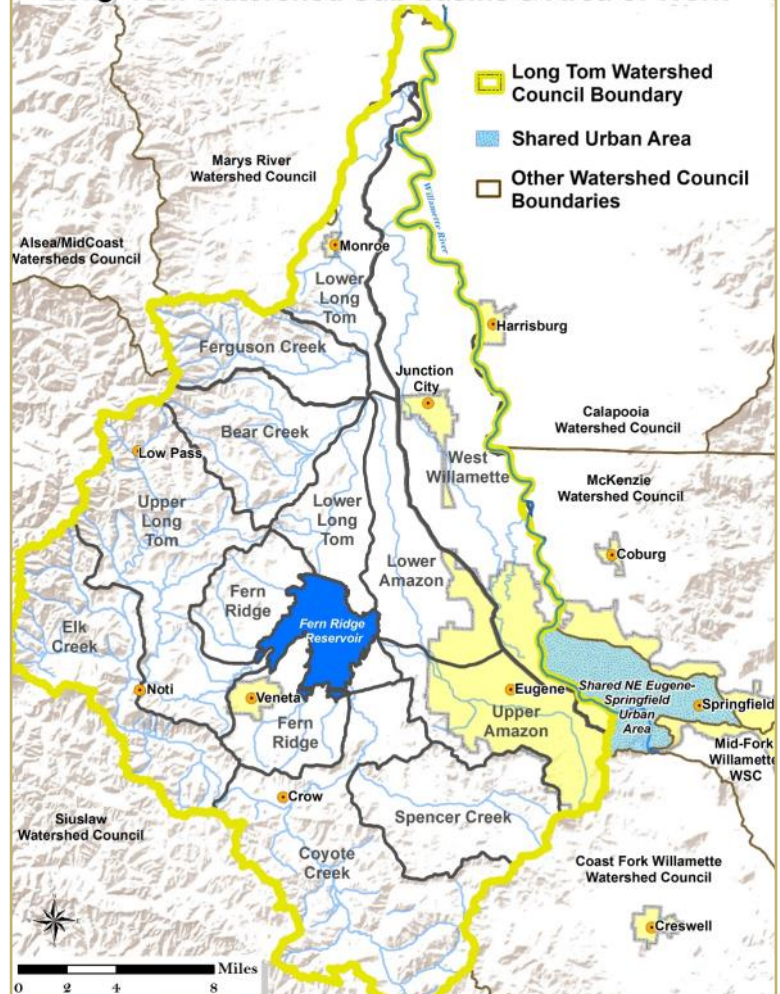 Long Tom Watershed
Council Boundary
Shared Urban Area
Other Watershed Council
Boundaries
Marys River
Watershed Council
Willamette River
Alsea/MidCoast
Watersheds Council
Monroe
Lower
Long
Tom
Harrisburg
Ferguson Creek
Junction
City
Calapooia
Watershed Council
Bear Creek
Low Pass
West
Willamette
McKenzie
Watershed Council
Upper
Long
Tom
Lower
Long
Tom
Coburg
Lower
Amazon
Fern
Ridge
Fern Ridge
Reservoir
Elk
Creek
Noti
Veneta
Eugene
Shared NE Eugene-
Springfield
Urban
Area
Springfield
Fern
Ridge
Upper
Amazon
Mid-Fork
Willamette
WSC
Crow
Siuslaw
Watershed Council
Spencer Creek
Coyote
Creek
Coast Fork Willamette
Watershed Council
Creswell
Miles
0 2 4 8